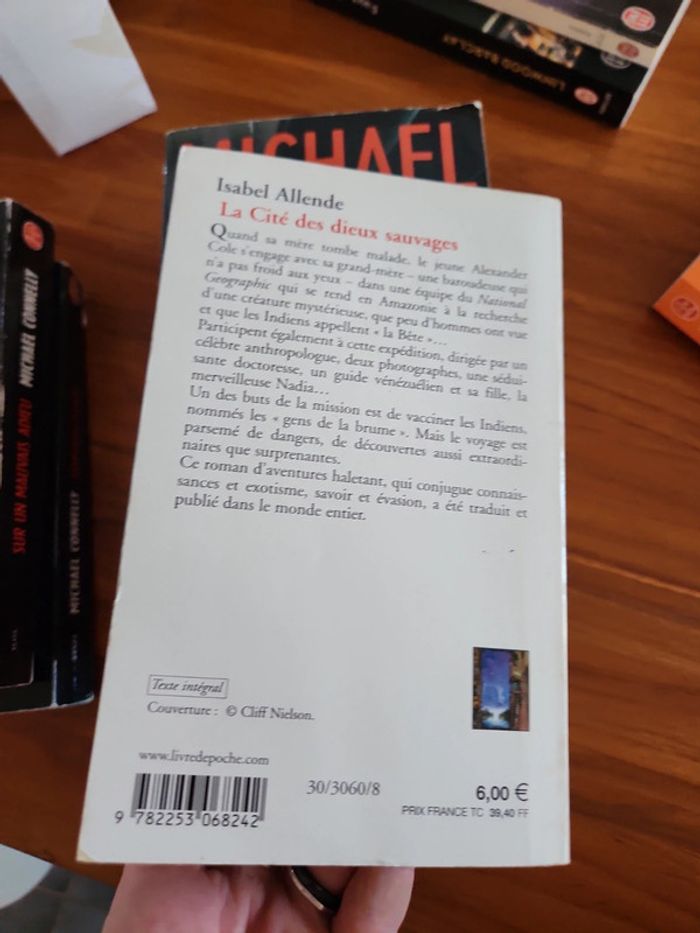 LINWOOD BARCLAY
MICHAEL
SUR UN MAUVAIS ADIEU MICHAEL CONNELLY
MICHAEL CONNELLY
Isabel Allende
La Cité des dieux sauvages
Quand sa mère tombe malade, le jeune Alexander
Cole s'engage avec sa grand-mère – une baroudeuse qui
n'a pas froid aux yeux – dans une équipe du National
Geographic qui se rend en Amazonie à la recherche
d'une créature mystérieuse, que peu d'hommes ont vue
et que les Indiens appellent « la Bête »...
Participent également à cette expédition, dirigée par un
célèbre anthropologue, deux photographes, une sédui-
sante doctoresse, un guide vénézuélien et sa fille, la
merveilleuse Nadia...
Un des buts de la mission est de vacciner les Indiens,
nommés les « gens de la brume ». Mais le voyage est
parsemé de dangers, de découvertes aussi extraordi-
naires que surprenantes.
Ce roman d'aventures haletant, qui conjugue connais-
sances et exotisme, savoir et évasion, a été traduit et
publié dans le monde entier.
Texte intégral
Couverture : © Cliff Nielson.
www.livredepoche.com
30/3060/8
6,00 €
PRIX FRANCE TC 39,40 FF
9 782253 068242